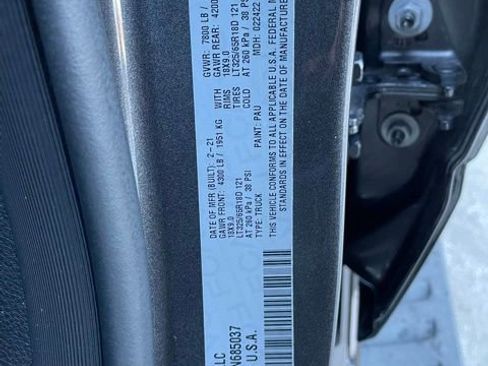 LC
N685037
U.S.A.
DATE OF MFR (BUILT): 2-21 GVWR: 7800 LB /
GAWR FRONT: 4300 LB / 1951 KG WITH GAWR REAR: 4200
18X9.0 RIMS 18X9.0
LT325/65R18D 121 TIRES LT325/65R18D 121
AT 260 kPa / 38 PSI COLD AT 260 kPa / 38 PSI
TYPE: TRUCK PAINT: PAU MDH: 022422
CONFORMS TO ALL APPLICABLE U.S.A. FEDERAL M
STANDARDS IN EFFECT ON THE DATE OF MANUFACTURE